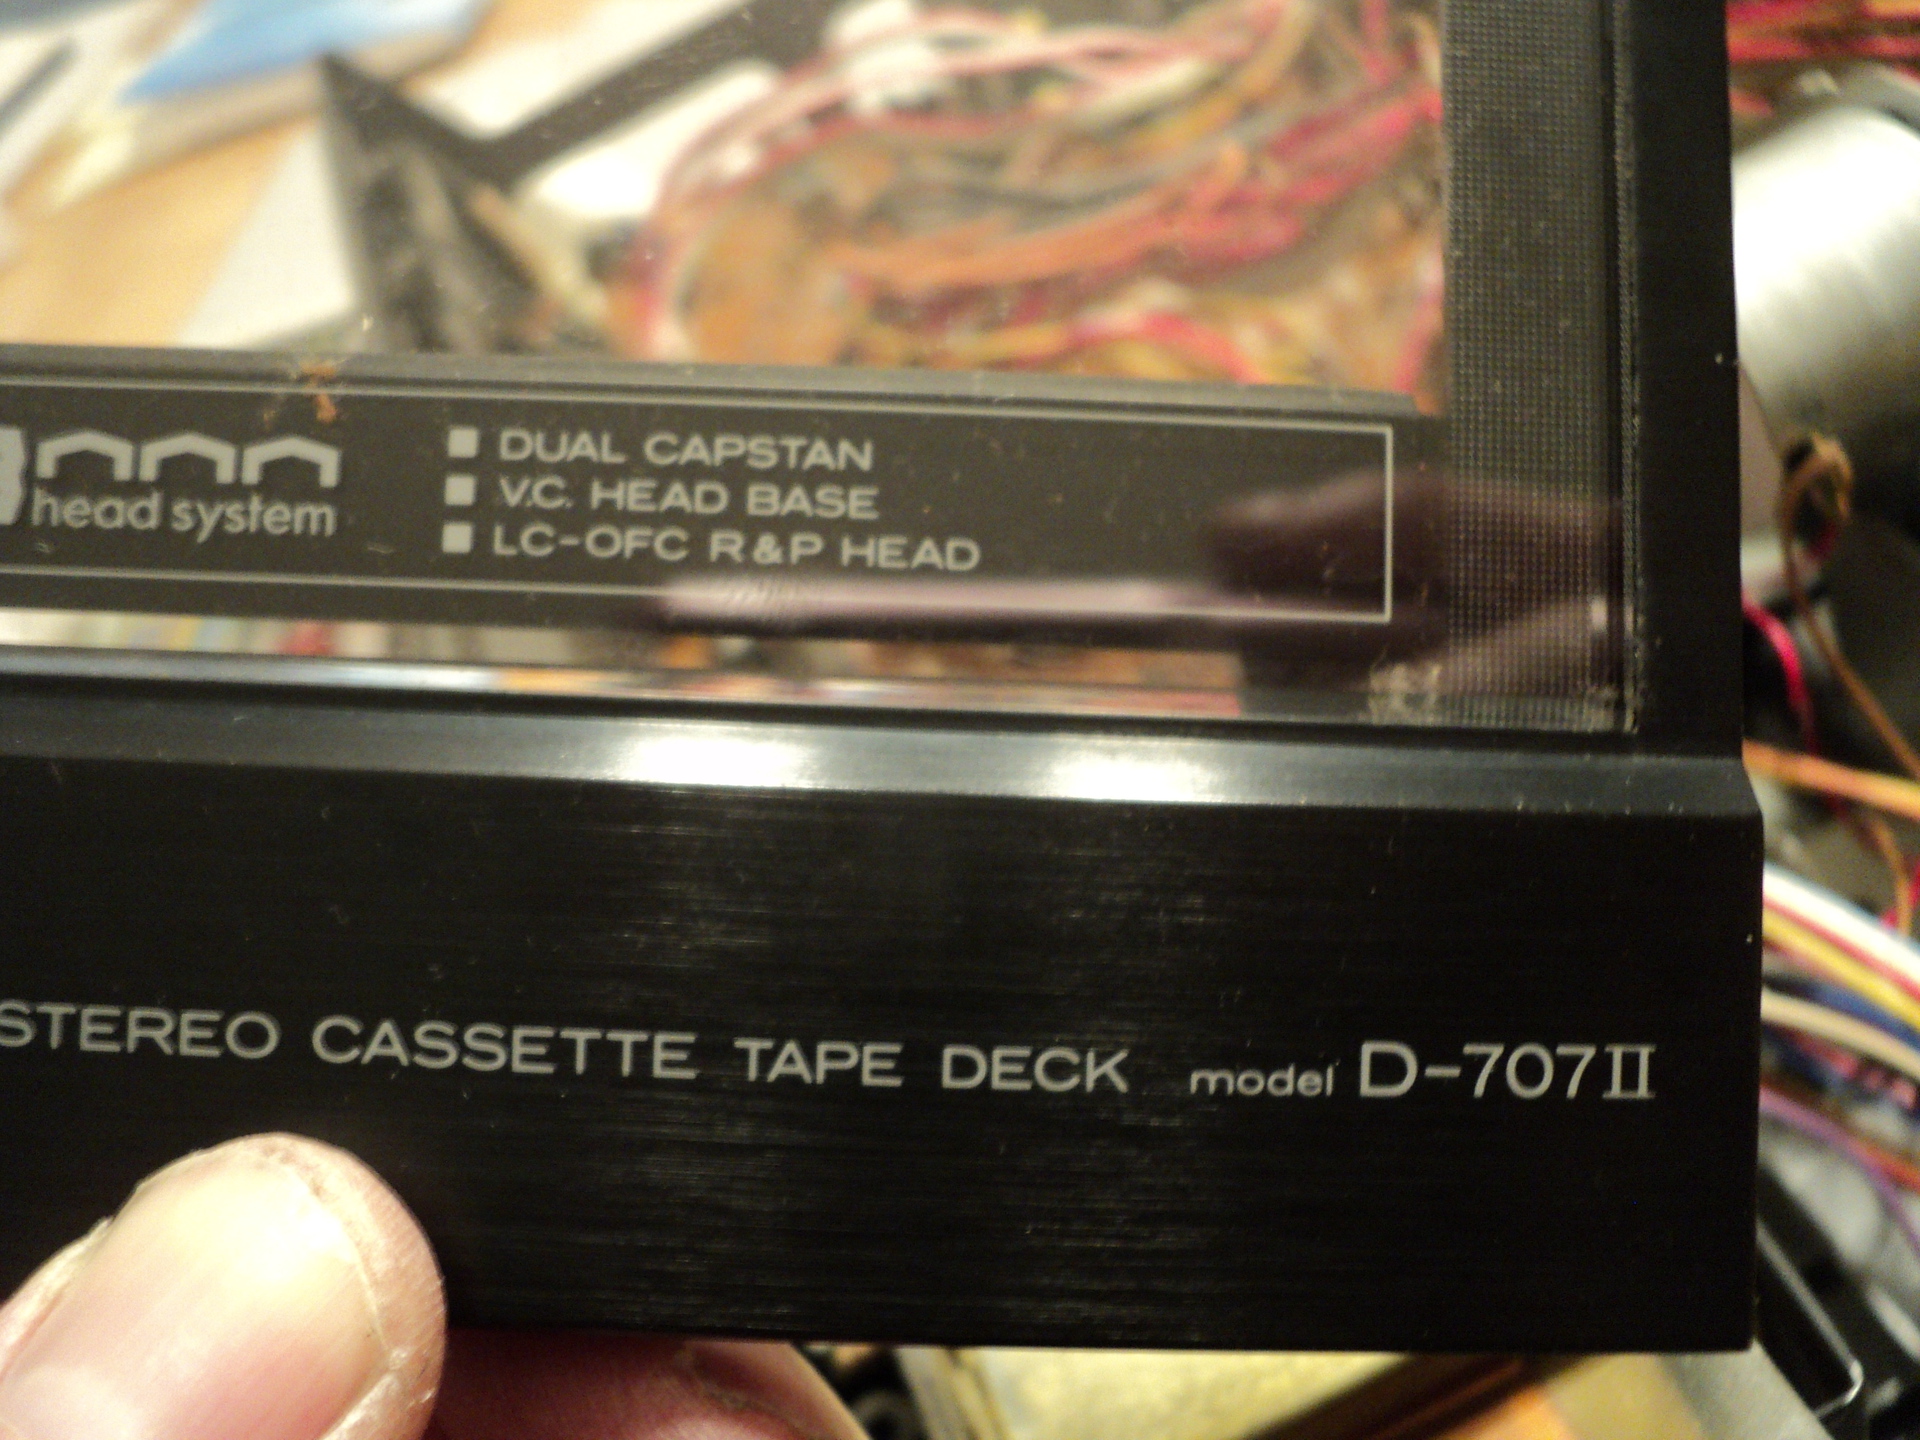 head system
■ DUAL CAPSTAN
■ V.C. HEAD BASE
■ LC-OFC R&P HEAD
STEREO CASSETTE TAPE DECK model D-707II